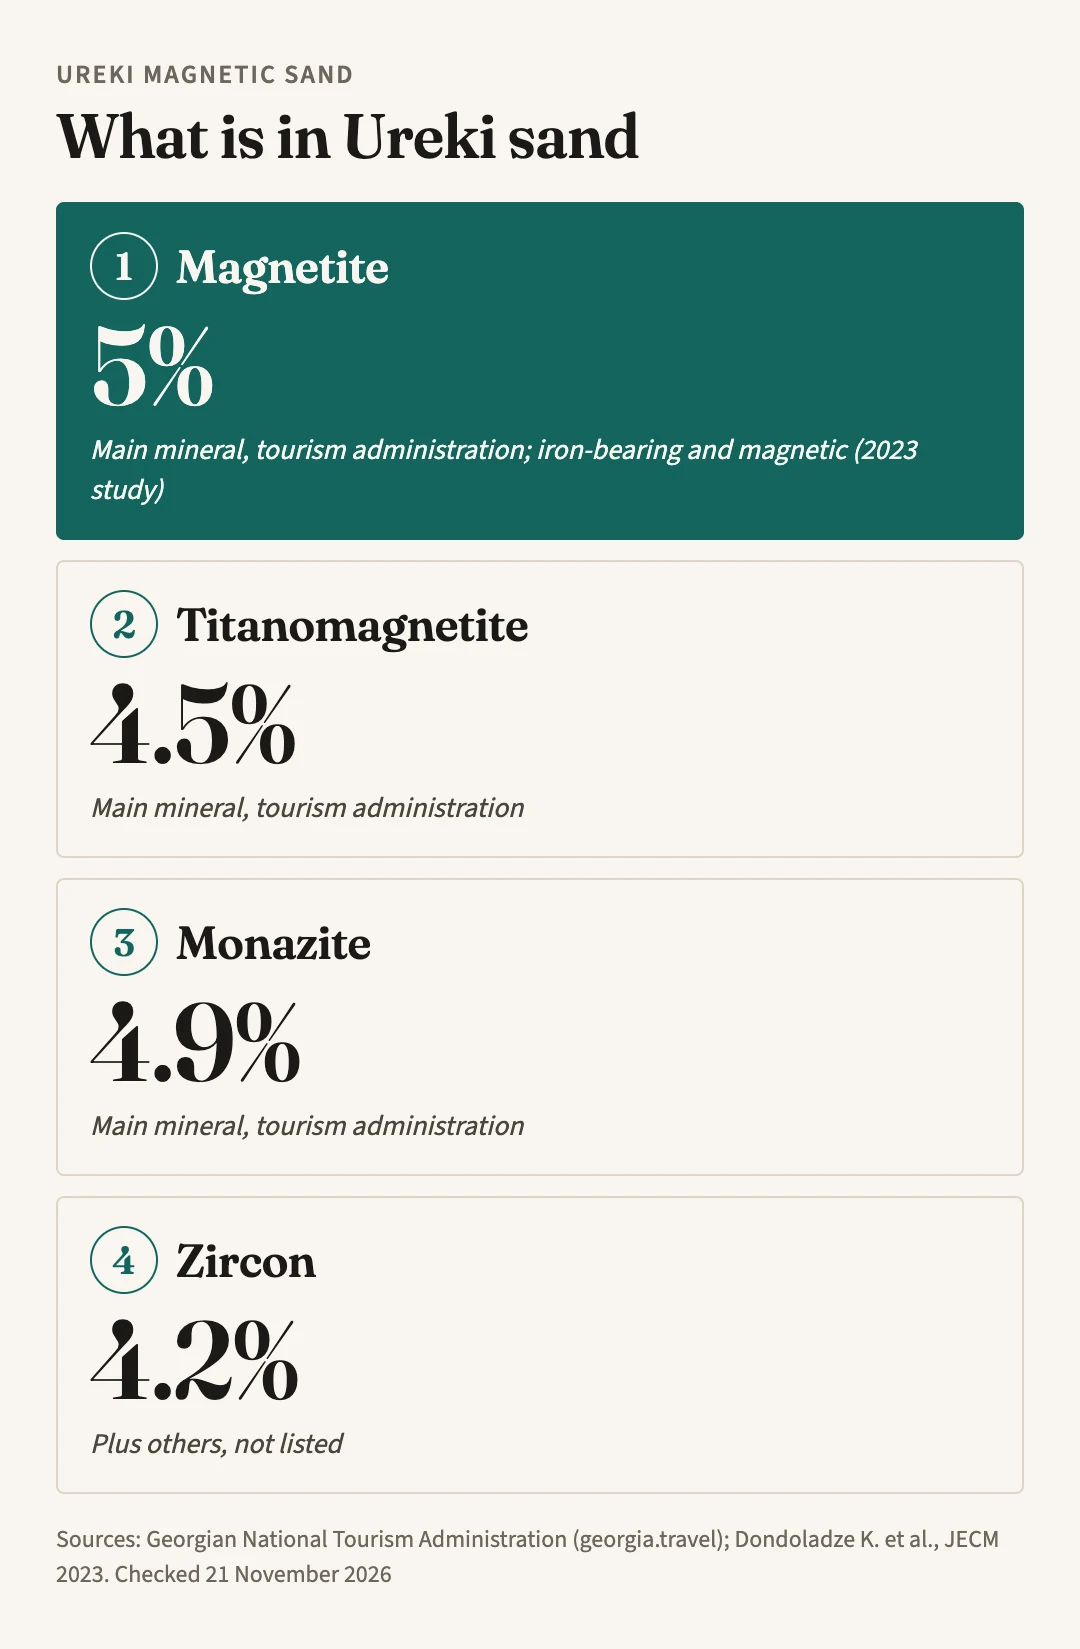 UREKI MAGNETIC SAND
What is in Ureki sand
1 Magnetite
5%
Main mineral, tourism administration; iron-bearing and magnetic (2023
study)
2 Titanomagnetite
4.5%
Main mineral, tourism administration
3 Monazite
4.9%
Main mineral, tourism administration
4 Zircon
4.2%
Plus others, not listed
Sources: Georgian National Tourism Administration (georgia.travel); Dondoladze K. et al., JECM
2023. Checked 21 November 2026